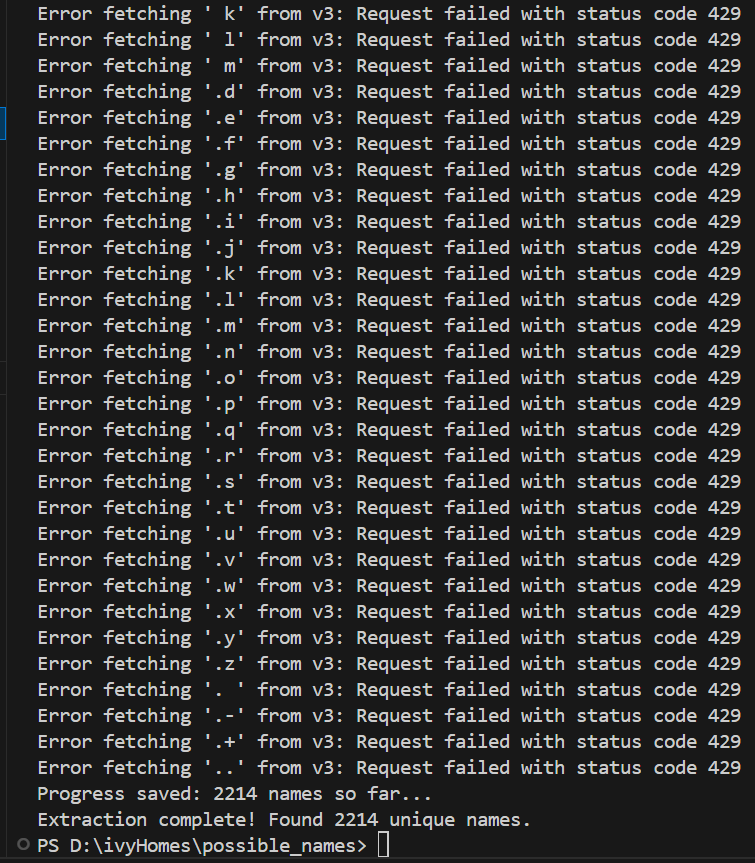 Error fetching ' k' from v3: Request failed with status code 429
Error fetching ' l' from v3: Request failed with status code 429
Error fetching ' m' from v3: Request failed with status code 429
Error fetching '.d' from v3: Request failed with status code 429
Error fetching '.e' from v3: Request failed with status code 429
Error fetching '.f' from v3: Request failed with status code 429
Error fetching '.g' from v3: Request failed with status code 429
Error fetching '.h' from v3: Request failed with status code 429
Error fetching '.i' from v3: Request failed with status code 429
Error fetching '.j' from v3: Request failed with status code 429
Error fetching '.k' from v3: Request failed with status code 429
Error fetching '.l' from v3: Request failed with status code 429
Error fetching '.m' from v3: Request failed with status code 429
Error fetching '.n' from v3: Request failed with status code 429
Error fetching '.o' from v3: Request failed with status code 429
Error fetching '.p' from v3: Request failed with status code 429
Error fetching '.q' from v3: Request failed with status code 429
Error fetching '.r' from v3: Request failed with status code 429
Error fetching '.s' from v3: Request failed with status code 429
Error fetching '.t' from v3: Request failed with status code 429
Error fetching '.u' from v3: Request failed with status code 429
Error fetching '.v' from v3: Request failed with status code 429
Error fetching '.w' from v3: Request failed with status code 429
Error fetching '.x' from v3: Request failed with status code 429
Error fetching '.y' from v3: Request failed with status code 429
Error fetching '.z' from v3: Request failed with status code 429
Error fetching '. ' from v3: Request failed with status code 429
Error fetching '.-' from v3: Request failed with status code 429
Error fetching '.+' from v3: Request failed with status code 429
Error fetching '..' from v3: Request failed with status code 429
Progress saved: 2214 names so far...
Extraction complete! Found 2214 unique names.
PS D:\ivyHomes\possible_names>